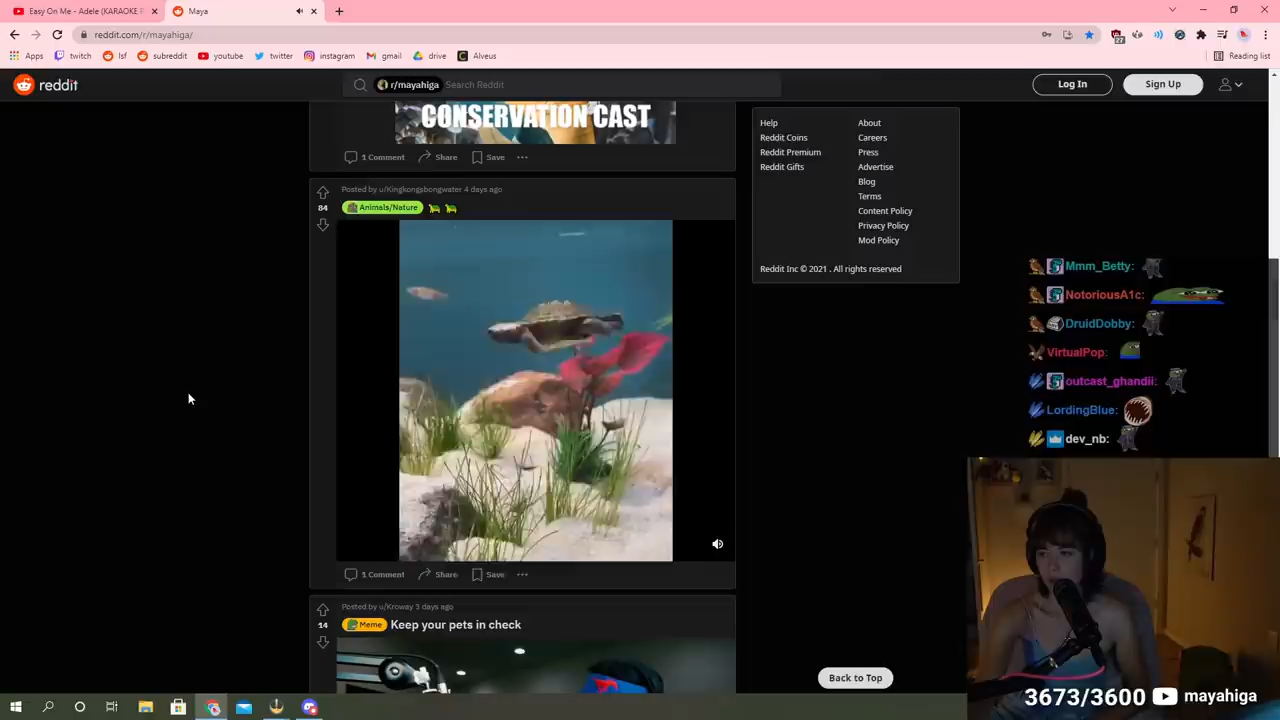 Easy On Me - Adele (KARAOKE F
Maya
reddit.com/r/mayahiga/
27
Apps
twitch
lsf
subreddit
youtube
twitter
instagram
gmail
drive
Alveus
Reading list
reddit
r/mayahiga
Search Reddit
Log In
Sign Up
CONSERVATION CAST
1 Comment
Share
Save
Help
About
Reddit Coins
Careers
Reddit Premium
Press
Reddit Gifts
Advertise
Blog
Terms
Content Policy
Privacy Policy
Mod Policy
Reddit Inc © 2021 . All rights reserved
Posted by u/Kingkongsbongwater 4 days ago
84
Animals/Nature
1 Comment
Share
Save
Posted by u/Kroway 3 days ago
14
Meme
Keep your pets in check
Back to Top
Mmm_Betty:
NotoriousA1c:
DruidDobby:
VirtualPop:
outcast_ghandii:
LordingBlue:
dev_nb:
3673/3600
mayahiga